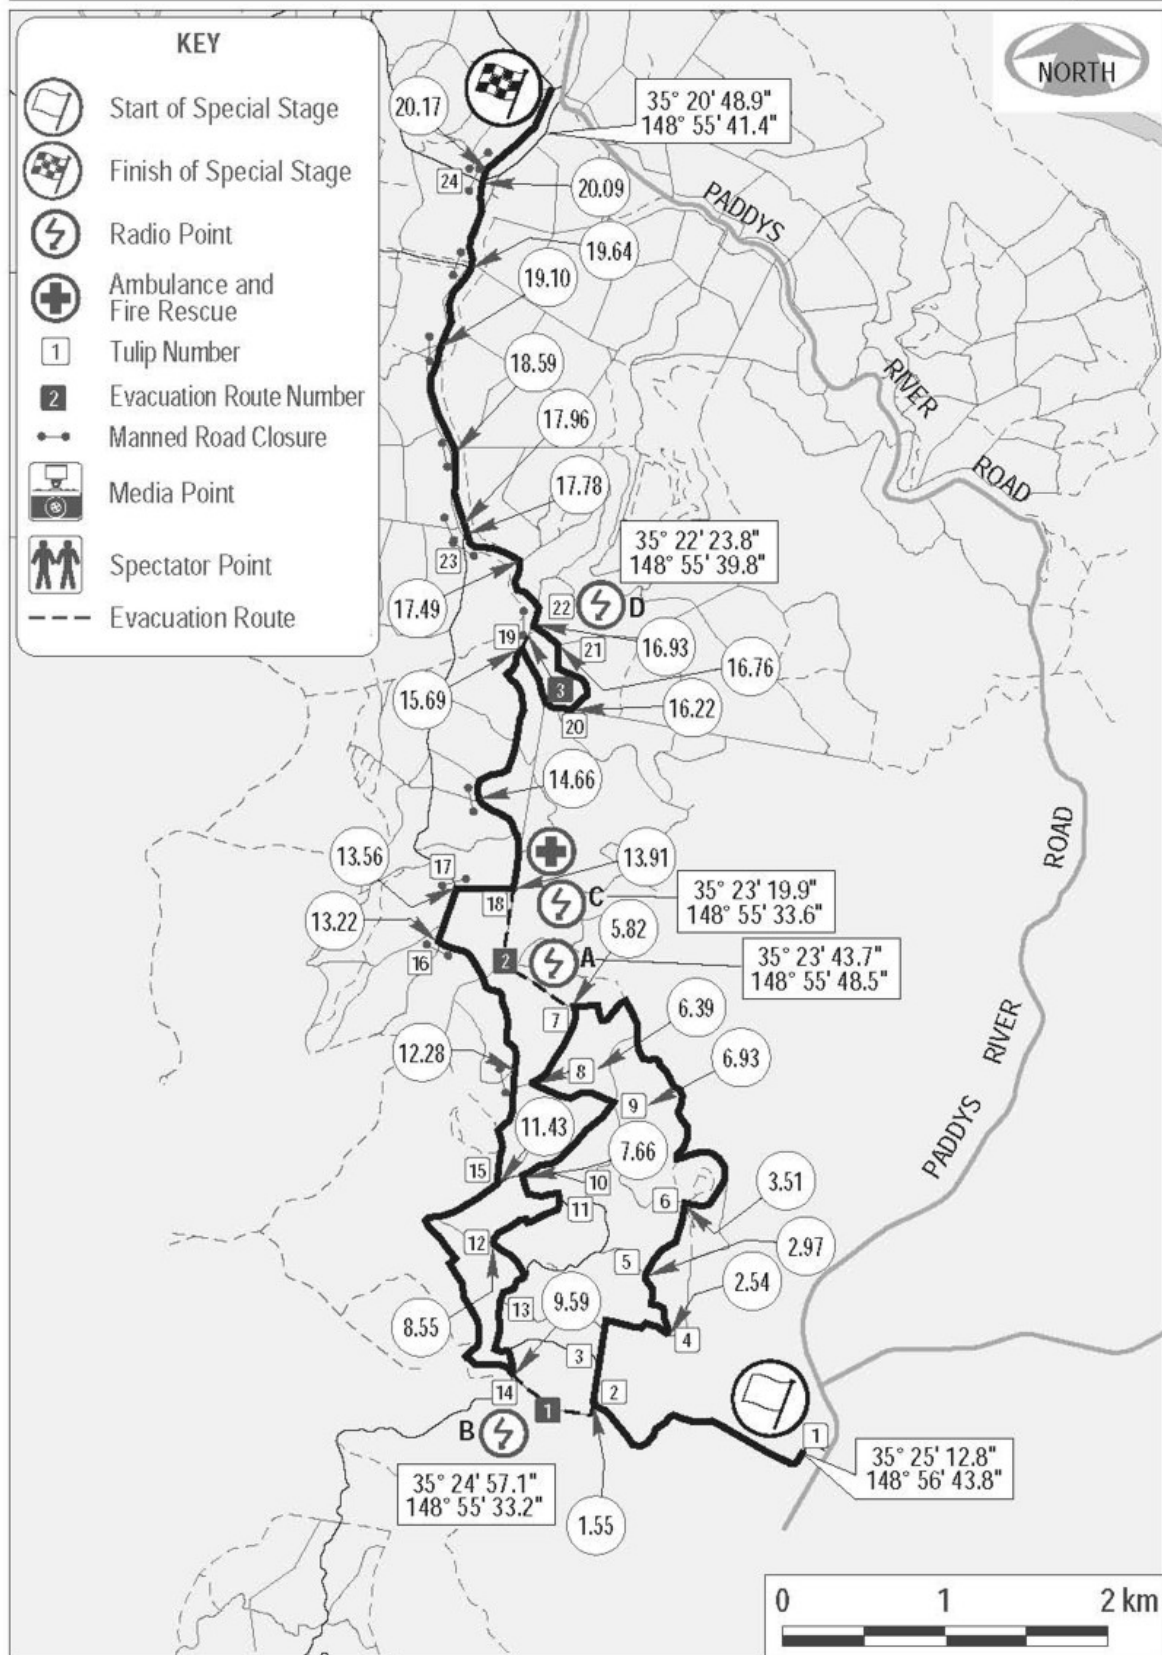 KEY
Start of Special Stage
Finish of Special Stage
Radio Point
Ambulance and
Fire Rescue
1
Tulip Number
2
Evacuation Route Number
Manned Road Closure
Media Point
Spectator Point
Evacuation Route
NORTH
35° 20' 48.9"
148° 55' 41.4"
20.17
24
20.09
PADDYS
19.64
19.10
18.59
RIVER
17.96
ROAD
17.78
23
35° 22' 23.8"
148° 55' 39.8"
17.49
22
D
19
21
16.93
16.76
15.69
3
16.22
20
14.66
ROAD
13.56
17
13.91
18
C
35° 23' 19.9"
148° 55' 33.6"
13.22
5.82
16
2
A
35° 23' 43.7"
148° 55' 48.5"
7
6.39
RIVER
12.28
8
6.93
9
11.43
PADDYS
7.66
15
10
3.51
11
6
12
5
2.97
2.54
8.55
13
9.59
4
3
14
2
1
1
B
35° 25' 12.8"
148° 56' 43.8"
35° 24' 57.1"
148° 55' 33.2"
1.55
0 1 2 km